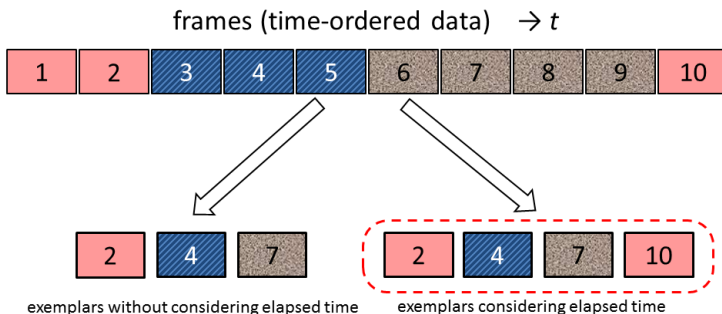 frames (time-ordered data) → t
1 2 3 4 5 6 7 8 9 10
2 4 7 2 4 7 10
exemplars without considering elapsed time exemplars considering elapsed time